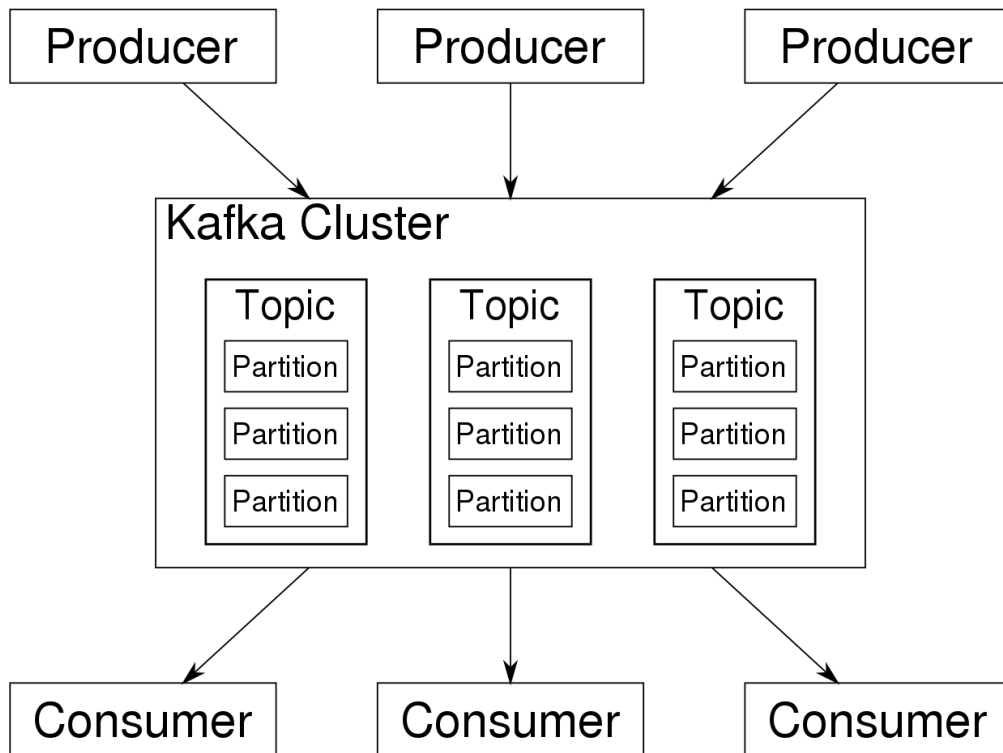 Producer Producer Producer
Kafka Cluster
Topic Topic Topic
Partition Partition Partition
Partition Partition Partition
Partition Partition Partition
Consumer Consumer Consumer